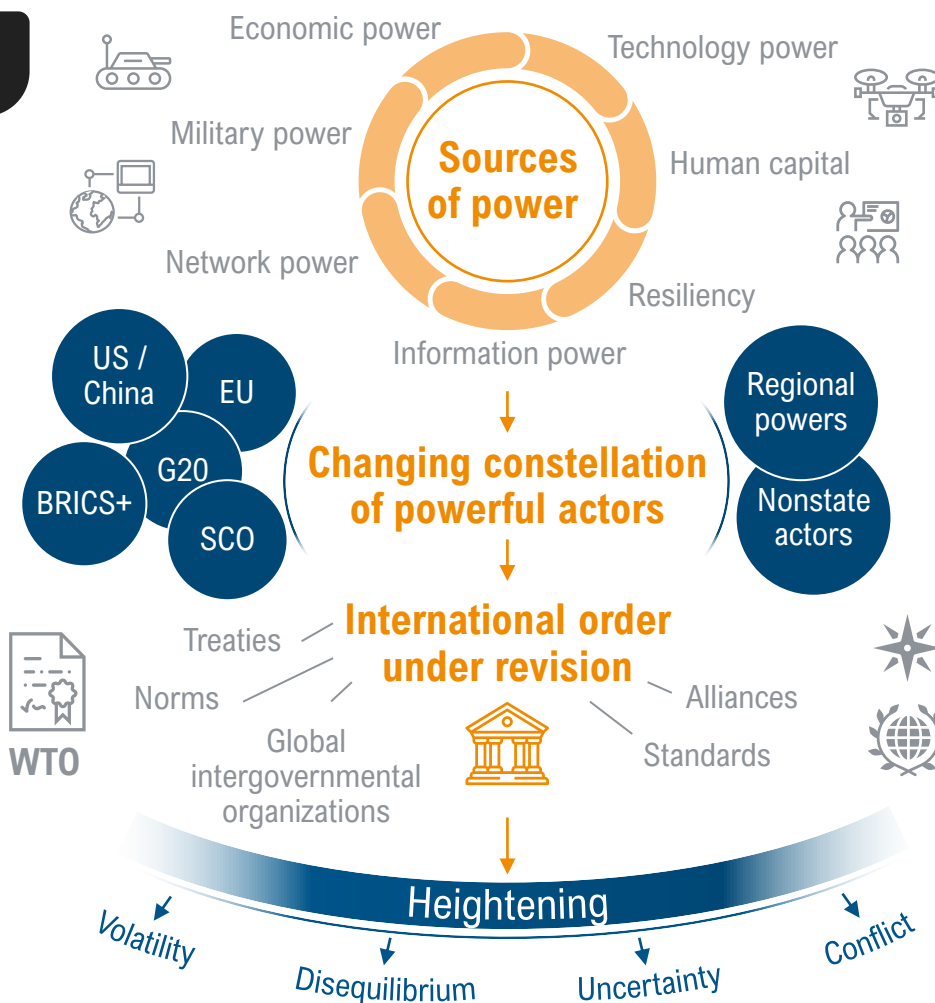 Economic power
Technology power
Military power
Sources
of power
Human capital
Network power
Resiliency
Information power
US /
China
EU
G20
BRICS+
SCO
Changing constellation
of powerful actors
Regional
powers
Nonstate
actors
International order
under revision
Treaties
Norms
Global
intergovernmental
organizations
Alliances
Standards
WTO
Heightening
Volatility
Disequilibrium
Uncertainty
Conflict